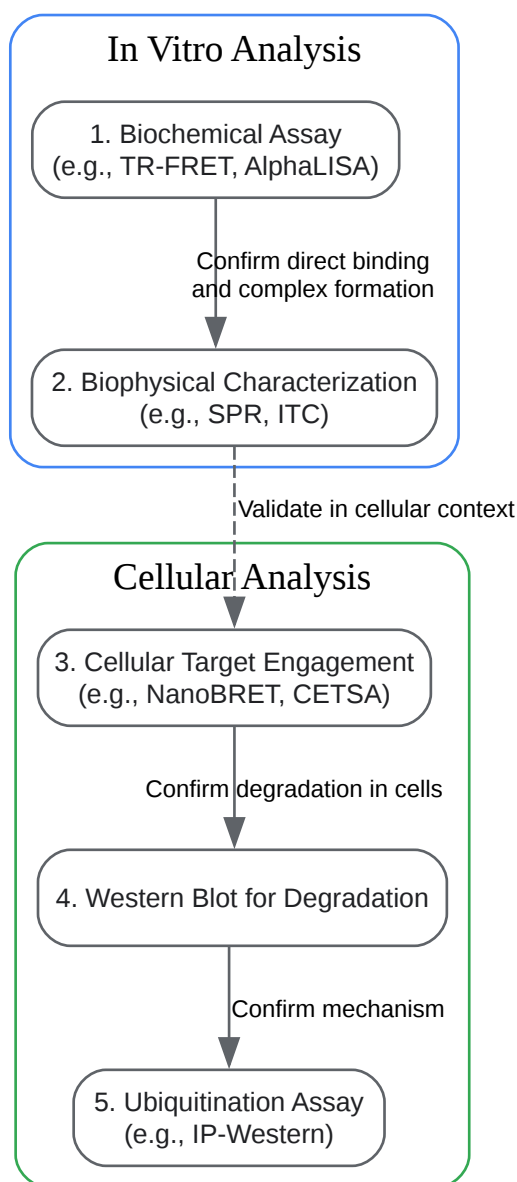 In Vitro Analysis
1. Biochemical Assay
(e.g., TR-FRET, AlphaLISA)
Confirm direct binding
and complex formation
2. Biophysical Characterization
(e.g., SPR, ITC)
Validate in cellular context
Cellular Analysis
3. Cellular Target Engagement
(e.g., NanoBRET, CETSA)
Confirm degradation in cells
4. Western Blot for Degradation
Confirm mechanism
5. Ubiquitination Assay
(e.g., IP-Western)